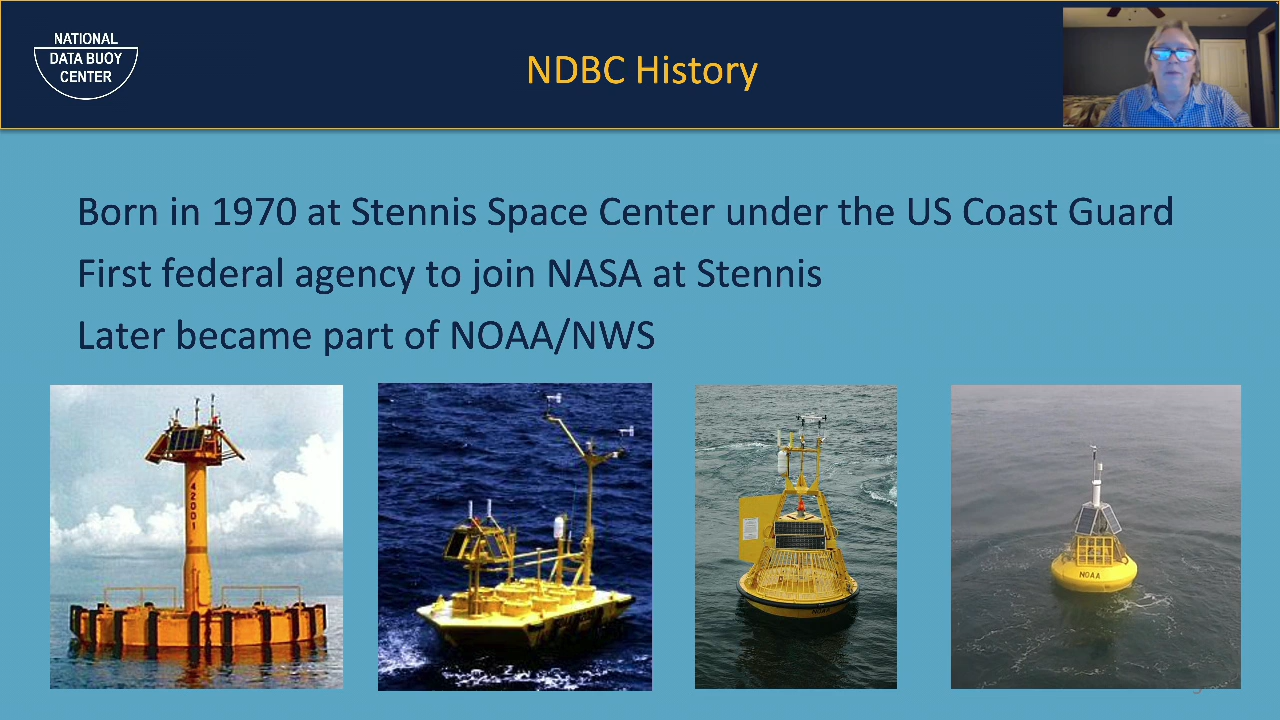 NATIONAL
DATA BUOY
CENTER
NDBC History
Born in 1970 at Stennis Space Center under the US Coast Guard
First federal agency to join NASA at Stennis
Later became part of NOAA/NWS
42001
NOAA